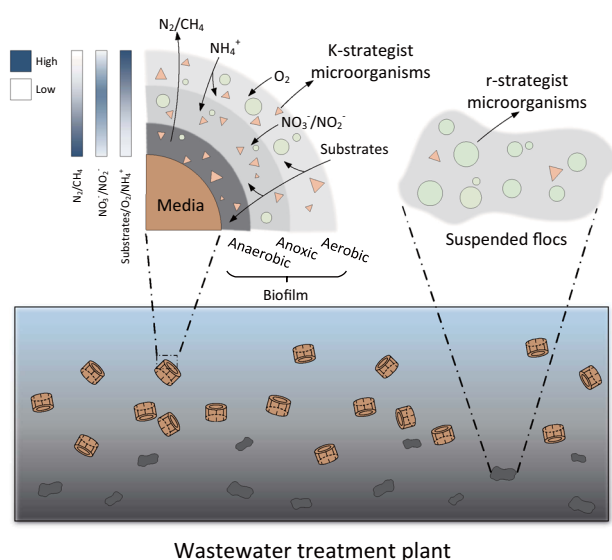 N₂/CH₄
High
Low
NH₄⁺
O₂
K-strategist
microorganisms
r-strategist
microorganisms
NO₃⁻/NO₂⁻
Substrates
N₂/CH₄
NO₃⁻/NO₂⁻
Substrates/O₂/NH₄⁺
Media
Anaerobic
Anoxic
Aerobic
Biofilm
Suspended flocs
Wastewater treatment plant